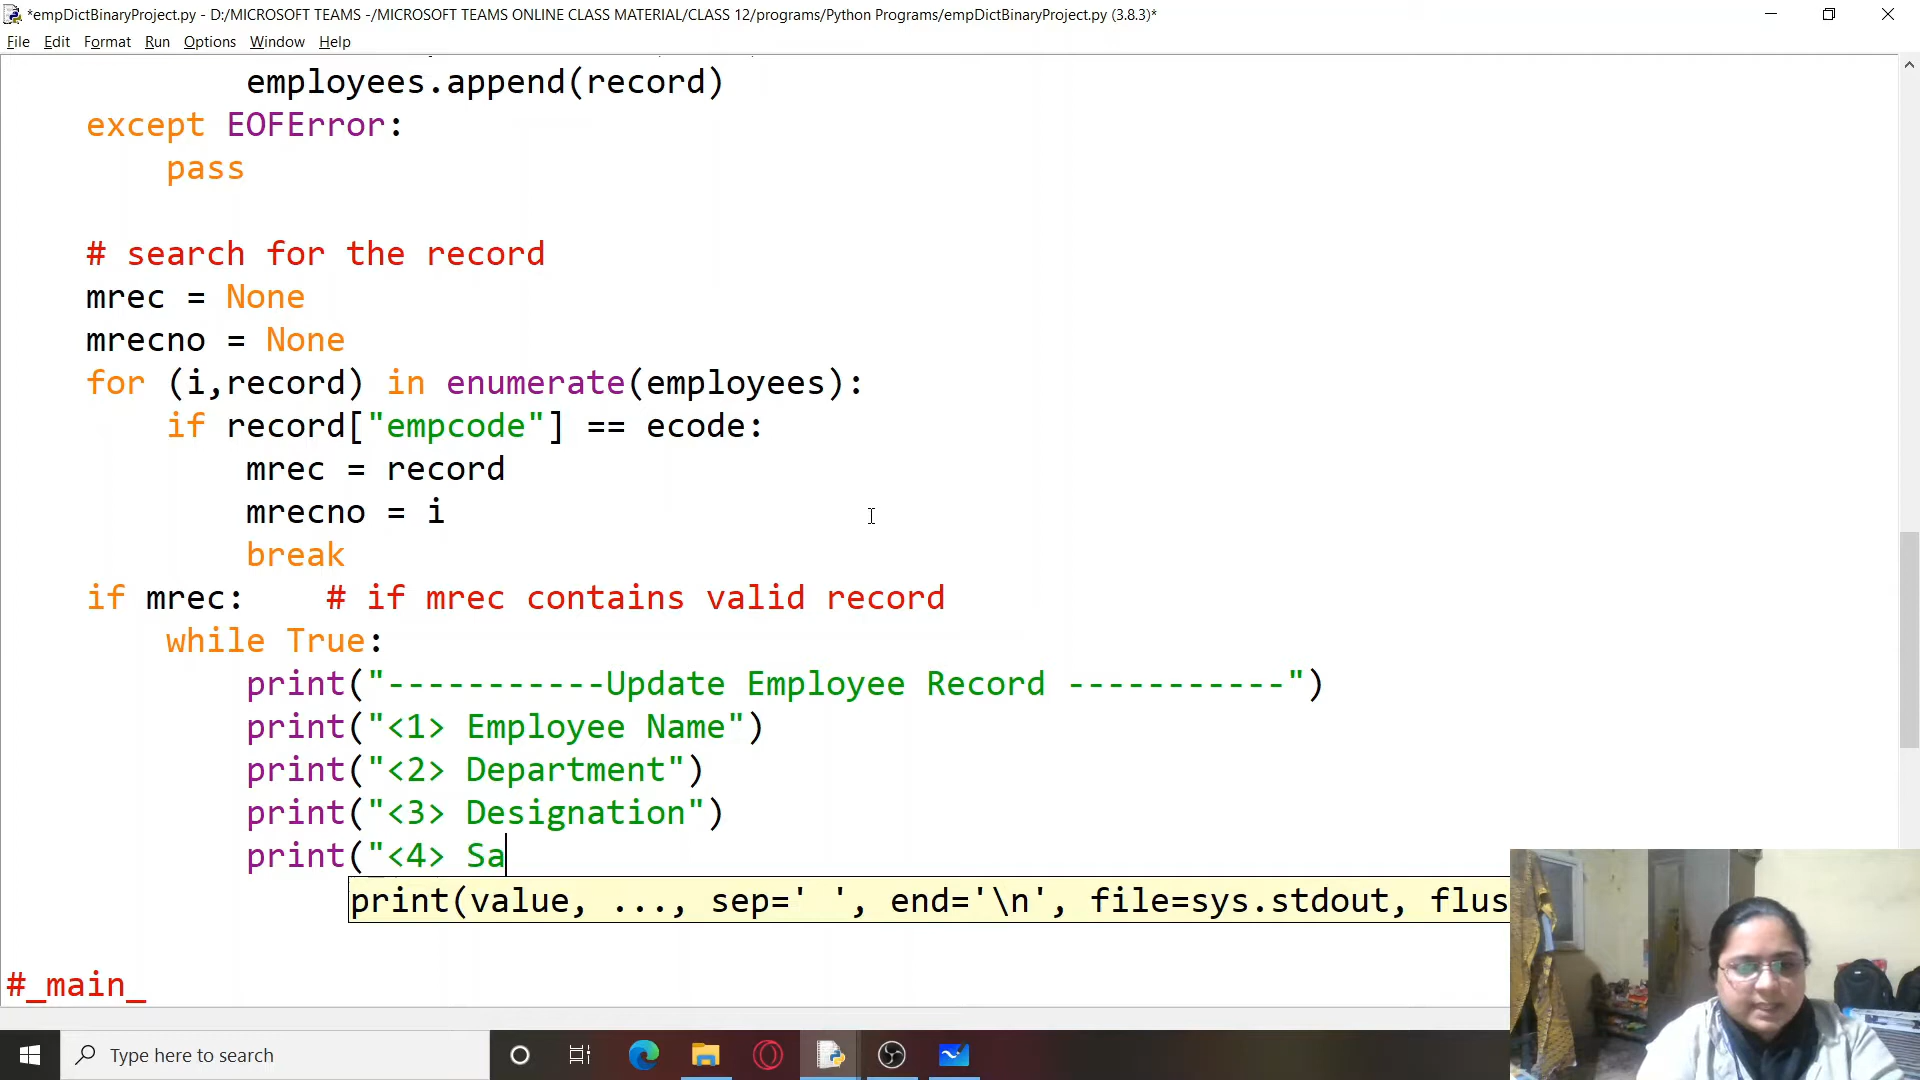 *empDictBinaryProject.py - D:/MICROSOFT TEAMS -/MICROSOFT TEAMS ONLINE CLASS MATERIAL/CLASS 12/programs/Python Programs/empDictBinaryProject.py (3.8.3)*
File Edit Format Run Options Window Help
employees.append(record)
except EOFError:
pass
# search for the record
mrec = None
mrecno = None
for (i,record) in enumerate(employees):
if record["empcode"] == ecode:
mrec = record
mrecno = i
break
if mrec: # if mrec contains valid record
while True:
print("-----------Update Employee Record -----------")
print("<1> Employee Name")
print("<2> Department")
print("<3> Designation")
print("<4> Sa
print(value, ..., sep=' ', end='\n', file=sys.stdout, flus
#_main_
Type here to search